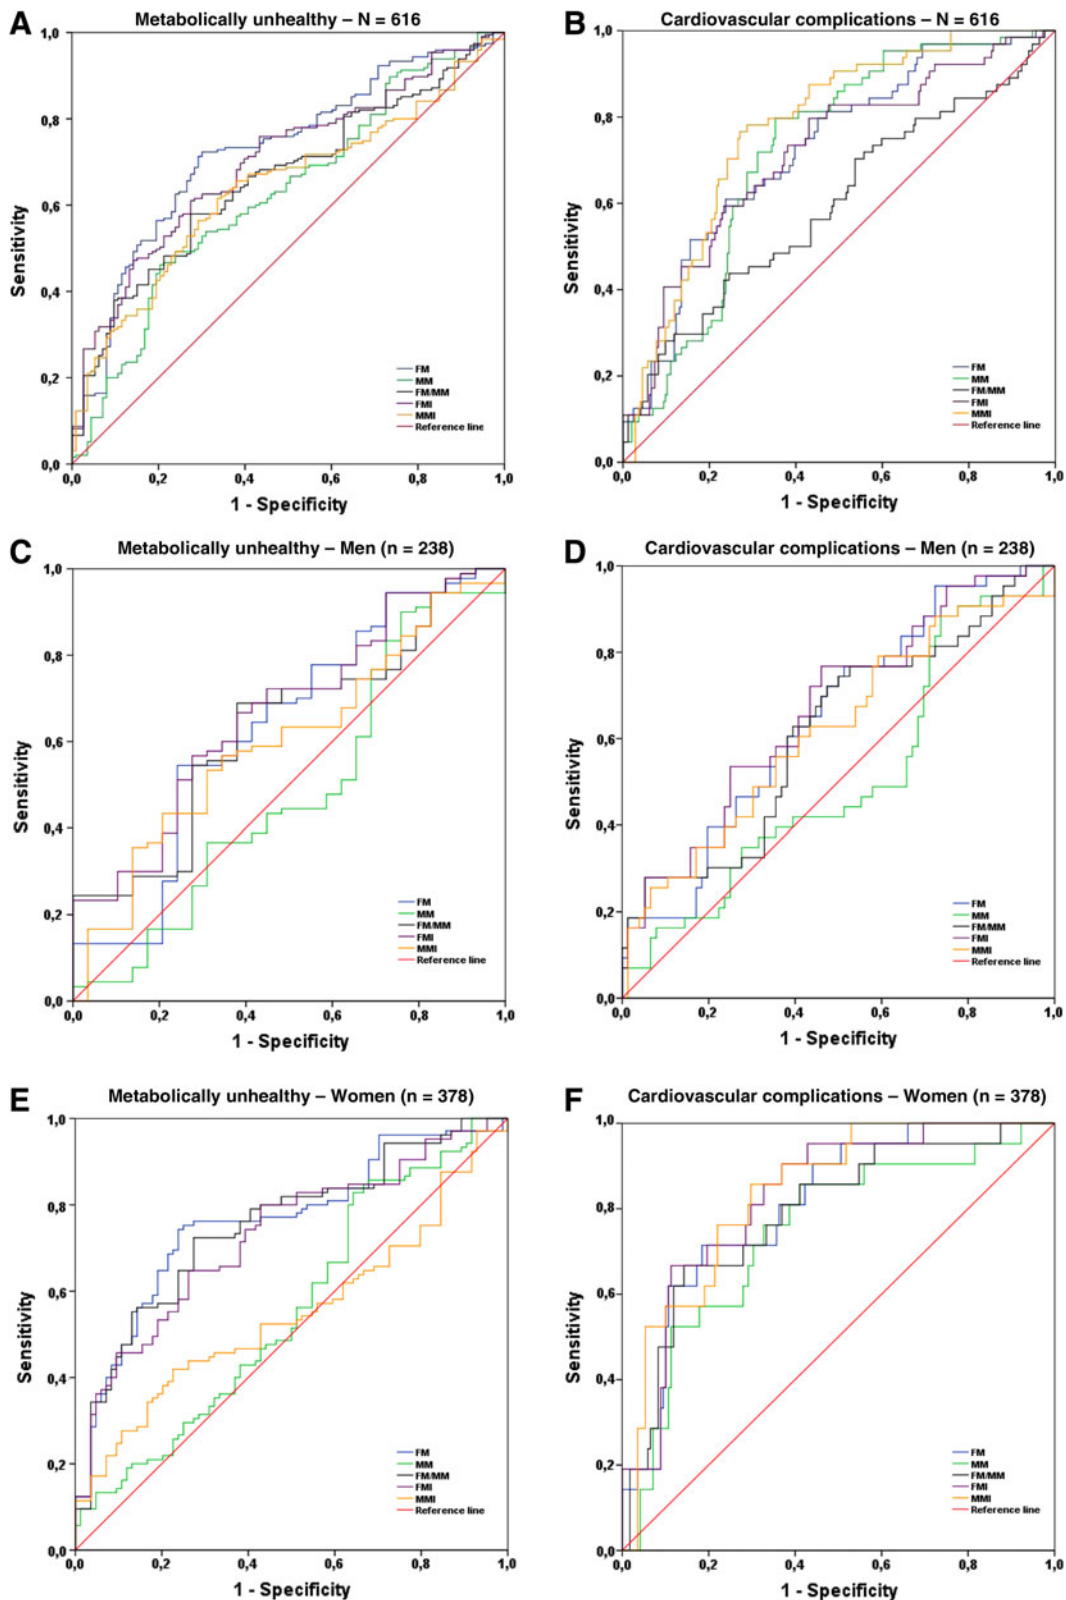 A
Metabolically unhealthy – N = 616
1,0
0,8
0,6
0,4
0,2
0,0
Sensitivity
FM
MM
FM/MM
FMI
MMI
Reference line
0,0 0,2 0,4 0,6 0,8 1,0
1 - Specificity
B
Cardiovascular complications – N = 616
1,0
0,8
0,6
0,4
0,2
0,0
Sensitivity
FM
MM
FM/MM
FMI
MMI
Reference line
0,0 0,2 0,4 0,6 0,8 1,0
1 - Specificity
C
Metabolically unhealthy – Men (n = 238)
1,0
0,8
0,6
0,4
0,2
0,0
Sensitivity
FM
MM
FM/MM
FMI
MMI
Reference line
0,0 0,2 0,4 0,6 0,8 1,0
1 - Specificity
D
Cardiovascular complications – Men (n = 238)
1,0
0,8
0,6
0,4
0,2
0,0
Sensitivity
FM
MM
FM/MM
FMI
MMI
Reference line
0,0 0,2 0,4 0,6 0,8 1,0
1 - Specificity
E
Metabolically unhealthy – Women (n = 378)
1,0
0,8
0,6
0,4
0,2
0,0
Sensitivity
FM
MM
FM/MM
FMI
MMI
Reference line
0,0 0,2 0,4 0,6 0,8 1,0
1 - Specificity
F
Cardiovascular complications – Women (n = 378)
1,0
0,8
0,6
0,4
0,2
0,0
Sensitivity
FM
MM
FM/MM
FMI
MMI
Reference line
0,0 0,2 0,4 0,6 0,8 1,0
1 - Specificity